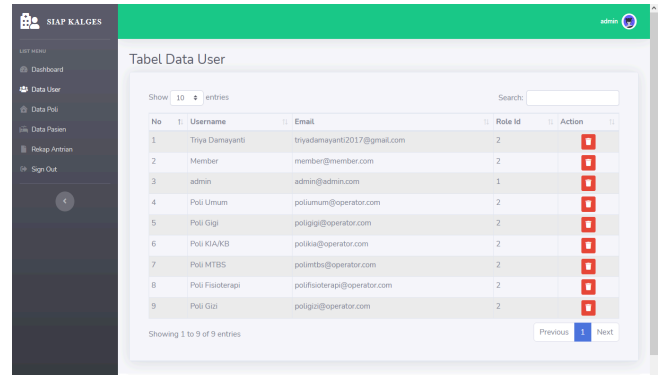 SIAP KALGES
admin
LIST MENU
Dashboard
Data User
Data Poli
Data Pasien
Rekap Antrian
Sign Out
Tabel Data User
Show 10 entries
Search:
No Username Email Role Id Action
1 Triya Damayanti triyadamayanti2017@gmail.com 2
2 Member member@member.com 2
3 admin admin@admin.com 1
4 Poli Umum poliumum@operator.com 2
5 Poli Gigi poligigi@operator.com 2
6 Poli KIA/KB polikia@operator.com 2
7 Poli MTBS polimtbs@operator.com 2
8 Poli Fisioterapi polifisioterapi@operator.com 2
9 Poli Gizi poligizi@operator.com 2
Showing 1 to 9 of 9 entries
Previous 1 Next